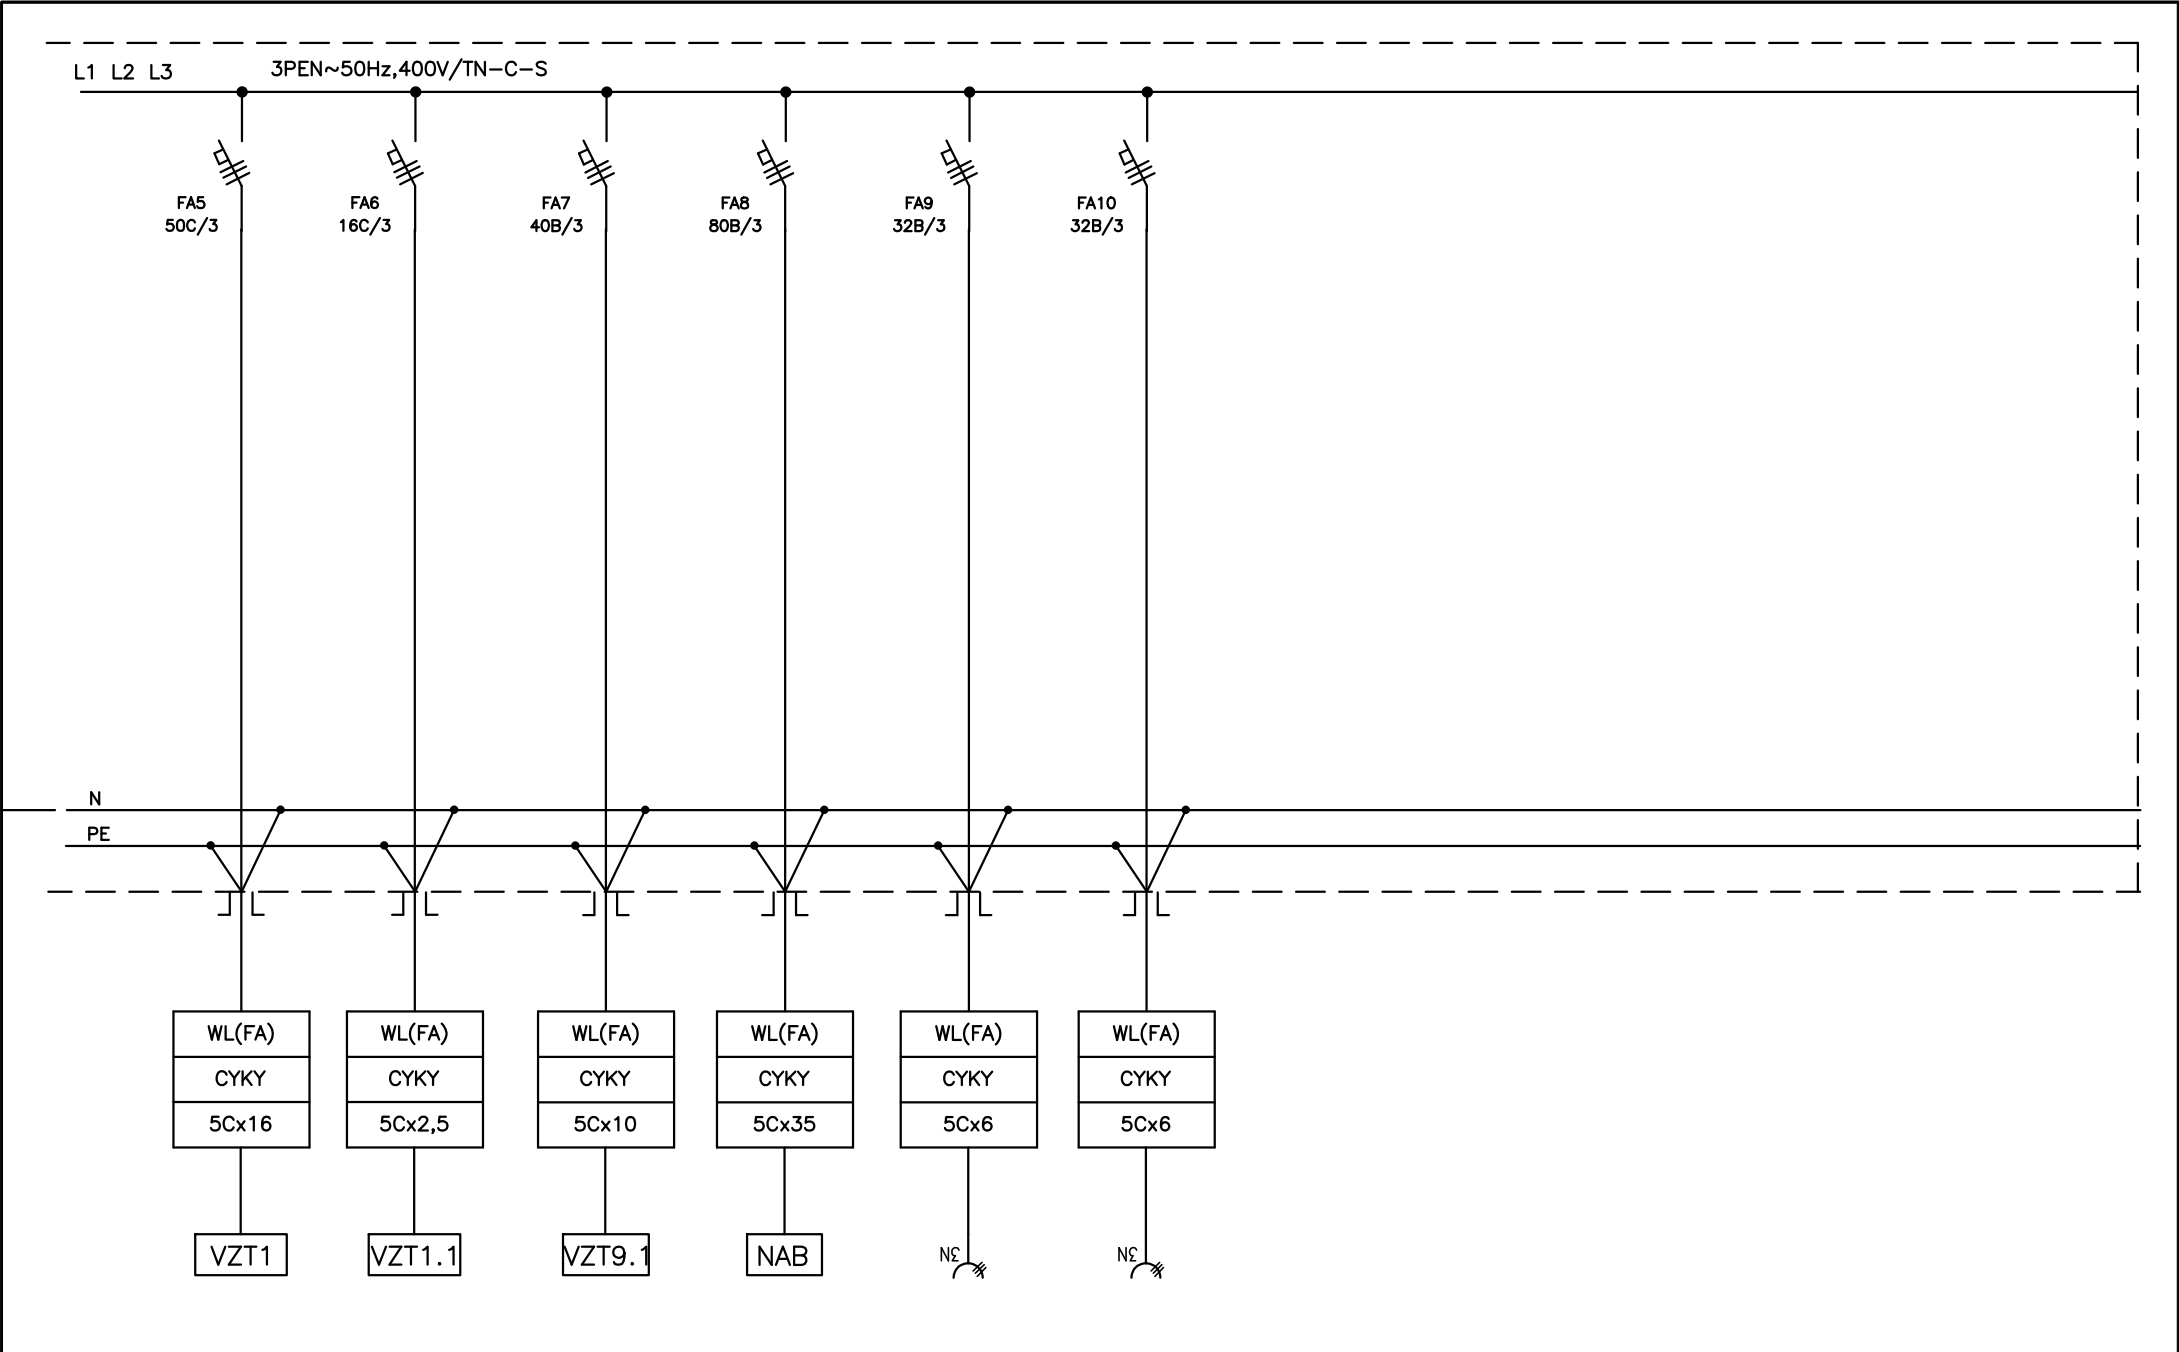 L1 L2 L3 3PEN~50Hz,400V/TN-C-S
FA5
50C/3
FA6
16C/3
FA7
40B/3
FA8
80B/3
FA9
32B/3
FA10
32B/3
N
PE
WL(FA)
CYKY
5Cx16
VZT1
WL(FA)
CYKY
5Cx2,5
VZT1.1
WL(FA)
CYKY
5Cx10
VZT9.1
WL(FA)
CYKY
5Cx35
NAB
WL(FA)
CYKY
5Cx6
3N
WL(FA)
CYKY
5Cx6
3N